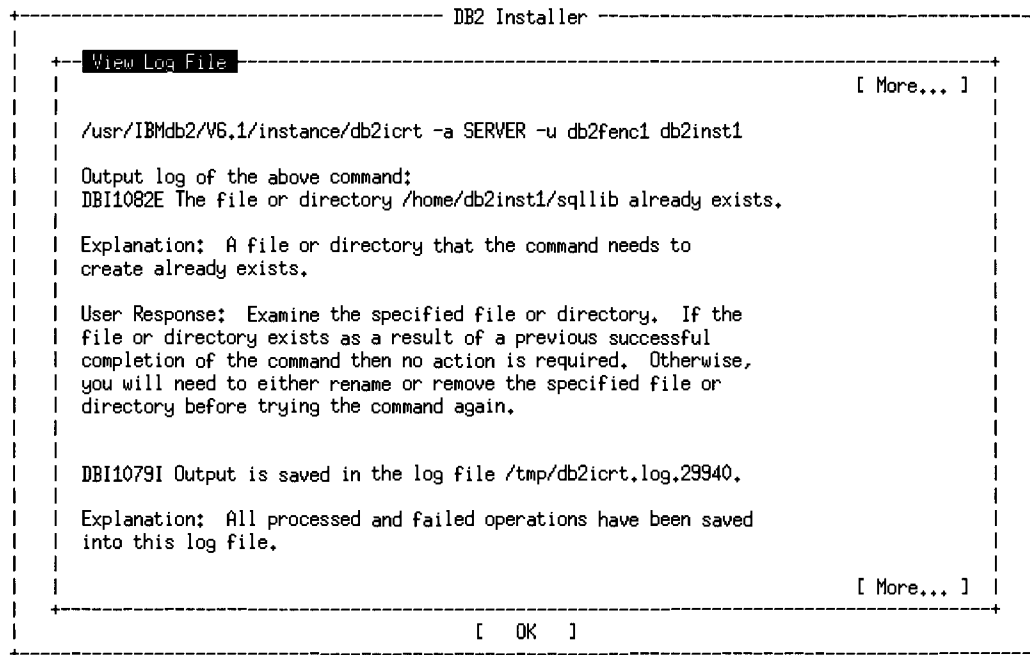 DB2 Installer
View Log File
[ More... ]
/usr/IBMdb2/V6.1/instance/db2icrt -a SERVER -u db2fenc1 db2inst1
Output log of the above command:
DBI1082E The file or directory /home/db2inst1/sqllib already exists.
Explanation:  A file or directory that the command needs to
create already exists.
User Response:  Examine the specified file or directory.  If the
file or directory exists as a result of a previous successful
completion of the command then no action is required.  Otherwise,
you will need to either rename or remove the specified file or
directory before trying the command again.
DBI1079I Output is saved in the log file /tmp/db2icrt.log.29940.
Explanation:  All processed and failed operations have been saved
into this log file.
[ More... ]
[  OK  ]